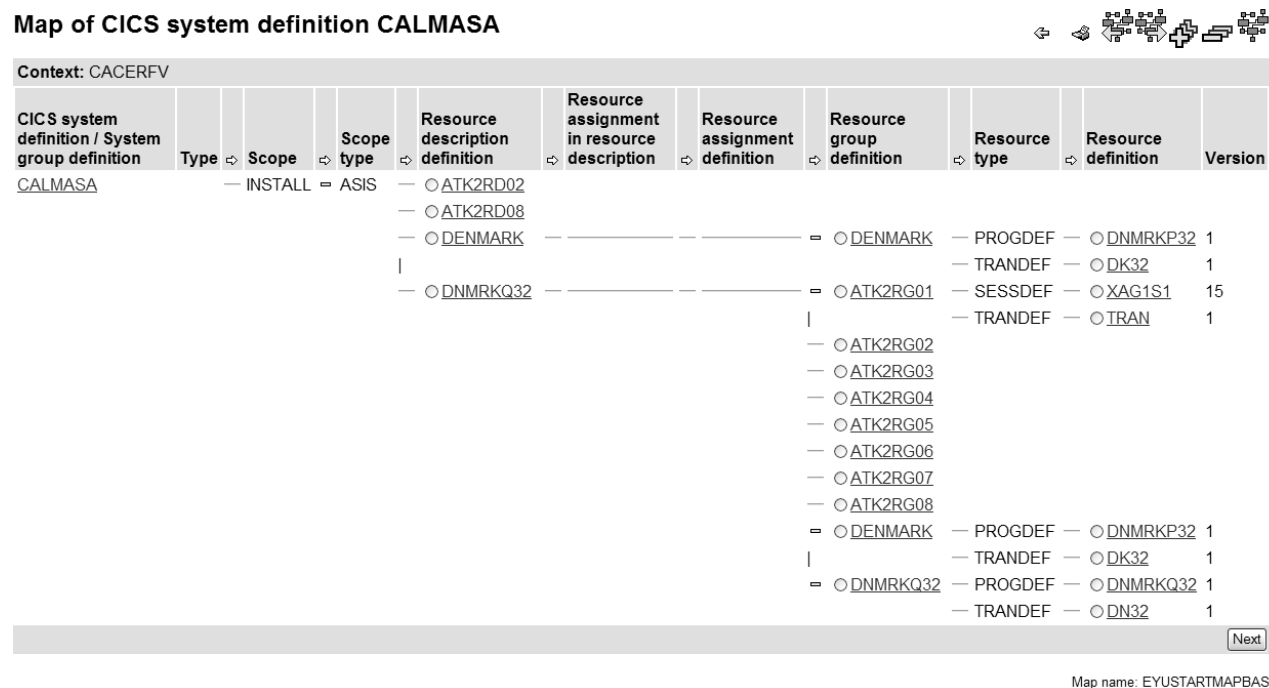 Map of CICS system definition CALMASA
Context: CACERFV
CICS system definition / System group definition Type Scope Scope type Resource description definition Resource assignment in resource description Resource assignment definition Resource group definition Resource type Resource definition Version
CALMASA INSTALL ASIS ATK2RD02
ATK2RD08
DENMARK DENMARK PROGDEF DNMRKP32 1
TRANDEF DK32 1
DNMRKQ32 ATK2RG01 SESSDEF XAG1S1 15
TRANDEF TRAN 1
ATK2RG02
ATK2RG03
ATK2RG04
ATK2RG05
ATK2RG06
ATK2RG07
ATK2RG08
DENMARK PROGDEF DNMRKP32 1
TRANDEF DK32 1
DNMRKQ32 PROGDEF DNMRKQ32 1
TRANDEF DN32 1
Next
Map name: EYUSTARTMAPBAS